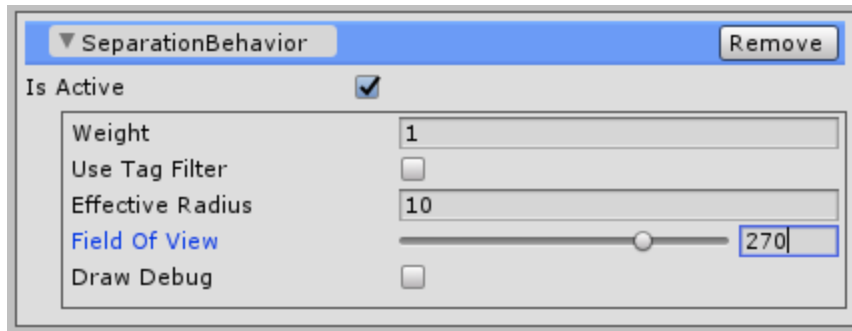 SeparationBehavior Remove
Is Active
Weight 1
Use Tag Filter
Effective Radius 10
Field Of View 270
Draw Debug